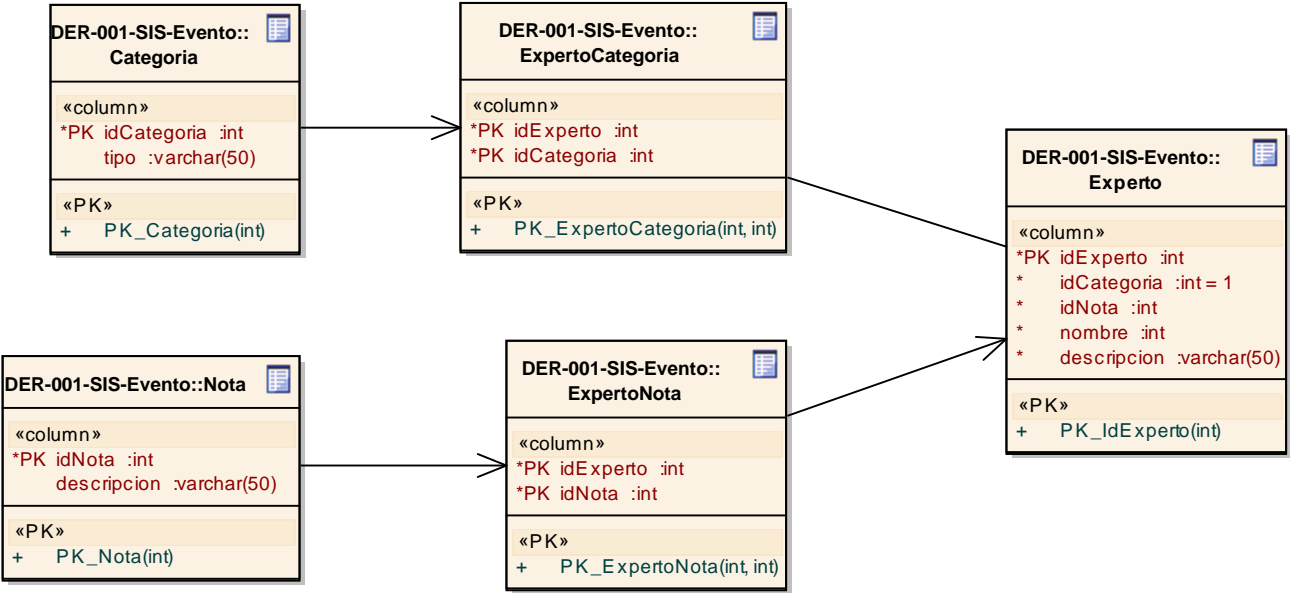 DER-001-SIS-Evento::
Categoria
«column»
*PK idCategoria :int
tipo :varchar(50)
«PK»
+ PK_Categoria(int)
DER-001-SIS-Evento::
ExpertoCategoria
«column»
*PK idExperto :int
*PK idCategoria :int
«PK»
+ PK_ExpertoCategoria(int, int)
DER-001-SIS-Evento::
Experto
«column»
*PK idExperto :int
* idCategoria :int = 1
* idNota :int
* nombre :int
* descripcion :varchar(50)
«PK»
+ PK_IdExperto(int)
DER-001-SIS-Evento::Nota
«column»
*PK idNota :int
descripcion :varchar(50)
«PK»
+ PK_Nota(int)
DER-001-SIS-Evento::
ExpertoNota
«column»
*PK idExperto :int
*PK idNota :int
«PK»
+ PK_ExpertoNota(int, int)